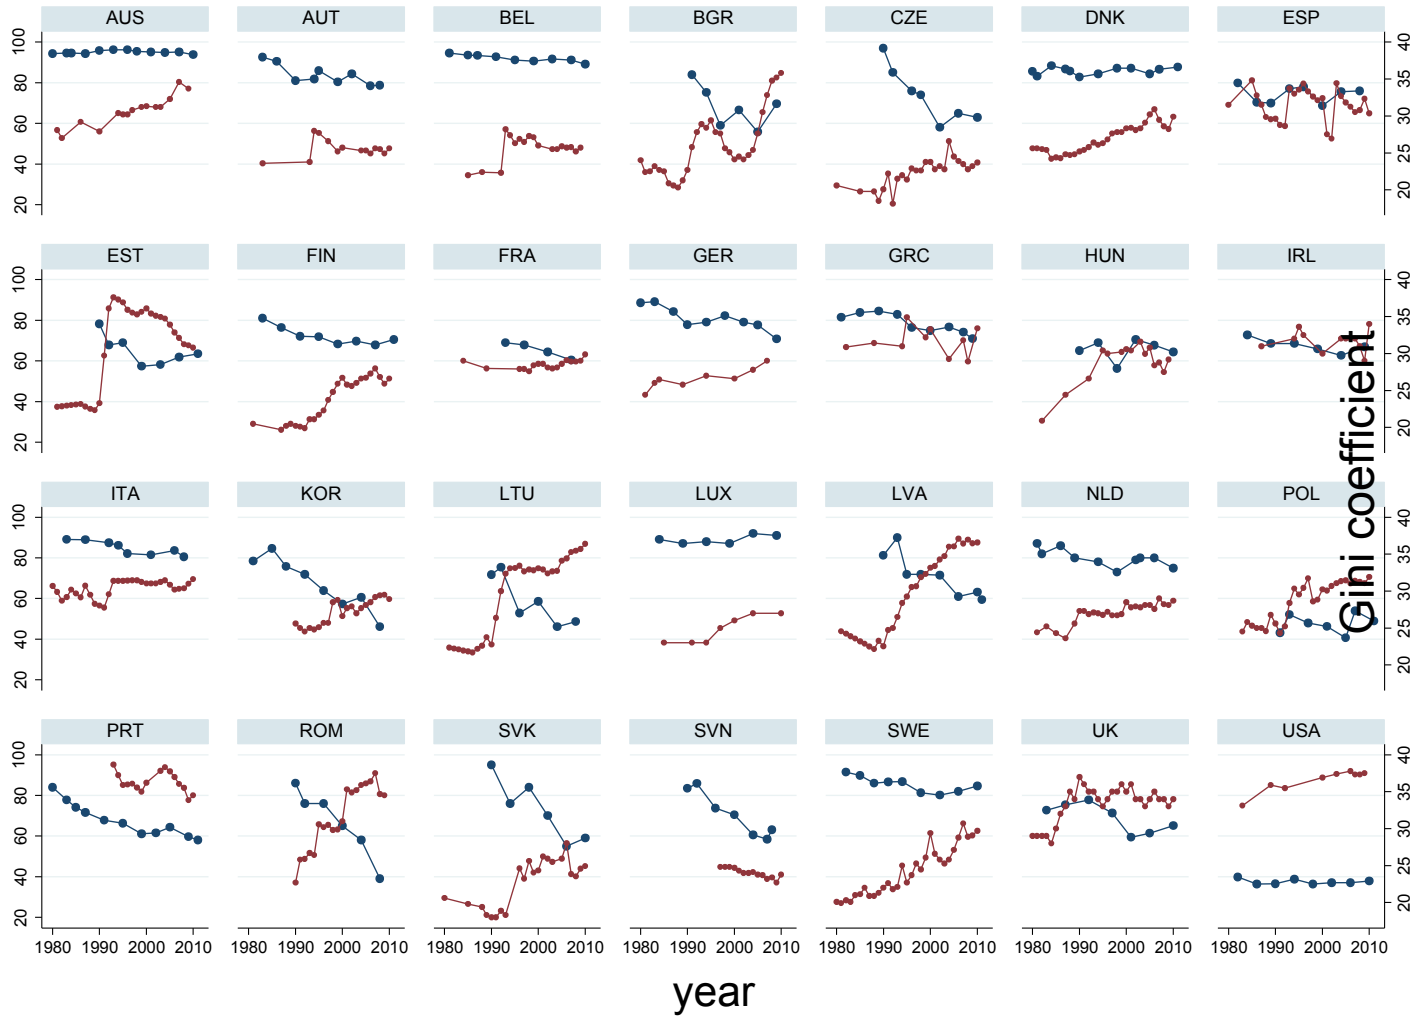 AUS AUT BEL BGR CZE DNK ESP
100 80 60 40 20
40 35 30 25 20
EST FIN FRA GER GRC HUN IRL
100 80 60 40 20
40 35 30 25 20
ITA KOR LTU LUX LVA NLD POL
100 80 60 40 20
40 35 30 25 20
PRT ROM SVK SVN SWE UK USA
100 80 60 40 20
40 35 30 25 20
1980 1990 2000 2010 1980 1990 2000 2010 1980 1990 2000 2010 1980 1990 2000 2010 1980 1990 2000 2010 1980 1990 2000 2010 1980 1990 2000 2010
year
Gini coefficient